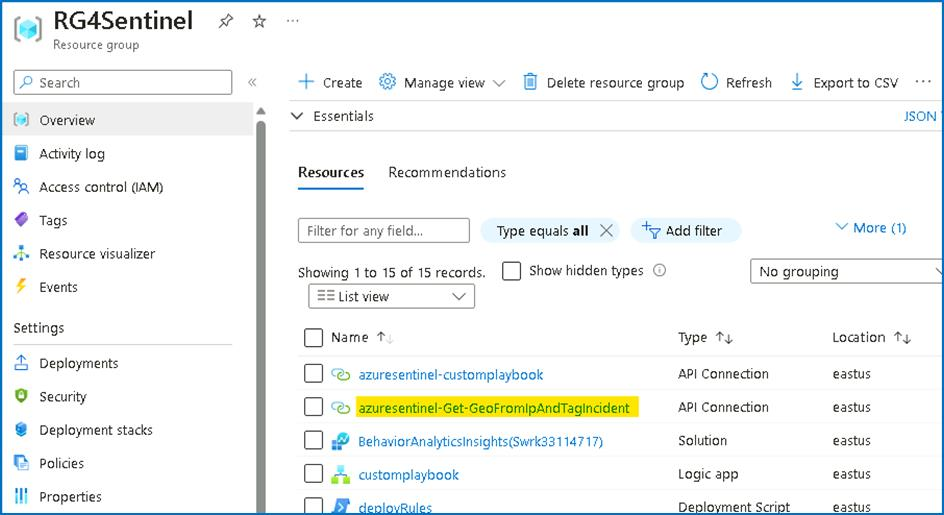 RG4Sentinel
Resource group
Search
Overview
Activity log
Access control (IAM)
Tags
Resource visualizer
Events
Settings
Deployments
Security
Deployment stacks
Policies
Properties
Create Manage view Delete resource group Refresh Export to CSV
Essentials JSON
Resources Recommendations
Filter for any field... Type equals all Add filter More (1)
Showing 1 to 15 of 15 records. Show hidden types No grouping
List view
Name Type Location
azuresentinel-customplaybook API Connection eastus
azuresentinel-Get-GeoFromIpAndTagIncident API Connection eastus
BehaviorAnalyticsInsights(Swrk33114717) Solution eastus
customplaybook Logic app eastus
deployRules Deployment Script eastus